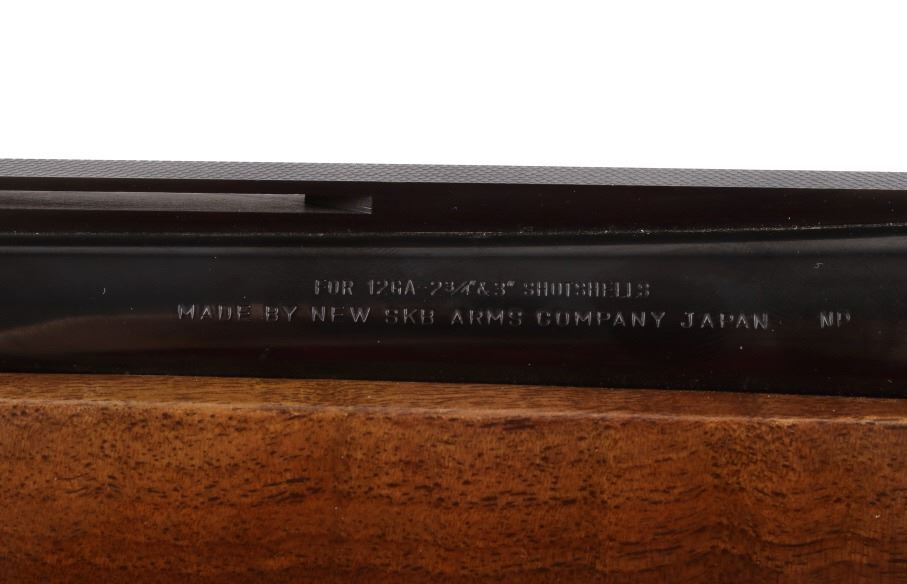 FOR 12GA-2¾"&3" SHOTSHELLS
MADE BY NEW SKB ARMS COMPANY JAPAN NP